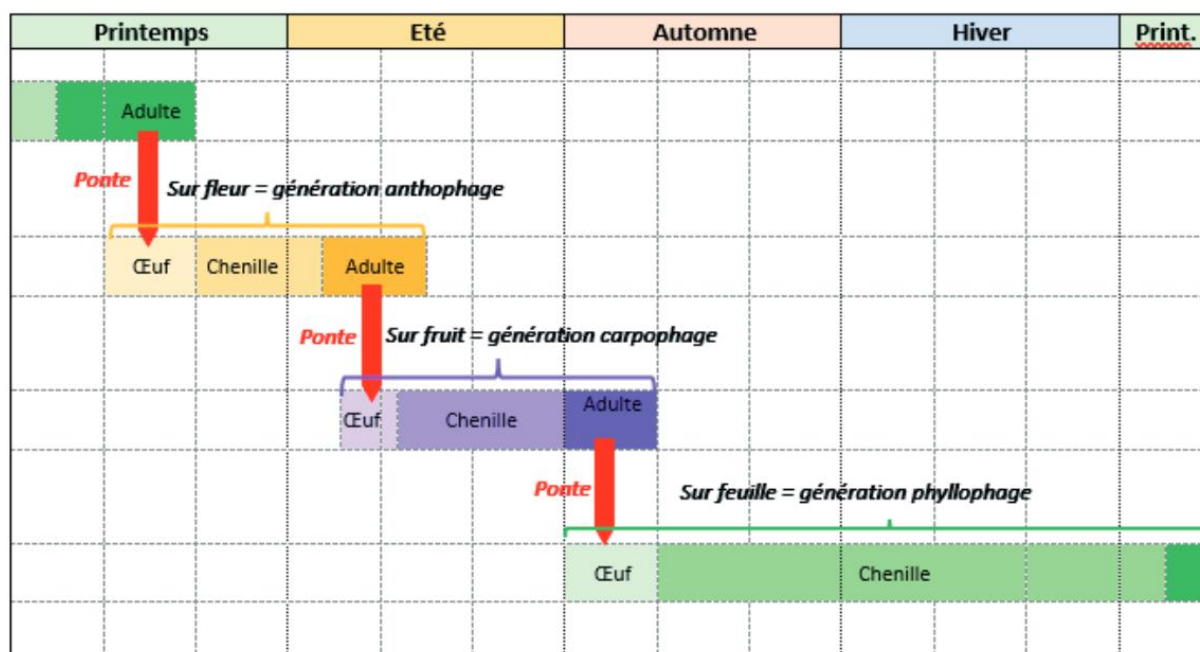 Printemps Eté Automne Hiver Print.
Adulte
Ponte
Sur fleur = génération anthophage
Œuf Chenille Adulte
Ponte
Sur fruit = génération carpophage
Œuf Chenille Adulte
Ponte
Sur feuille = génération phyllophage
Œuf Chenille